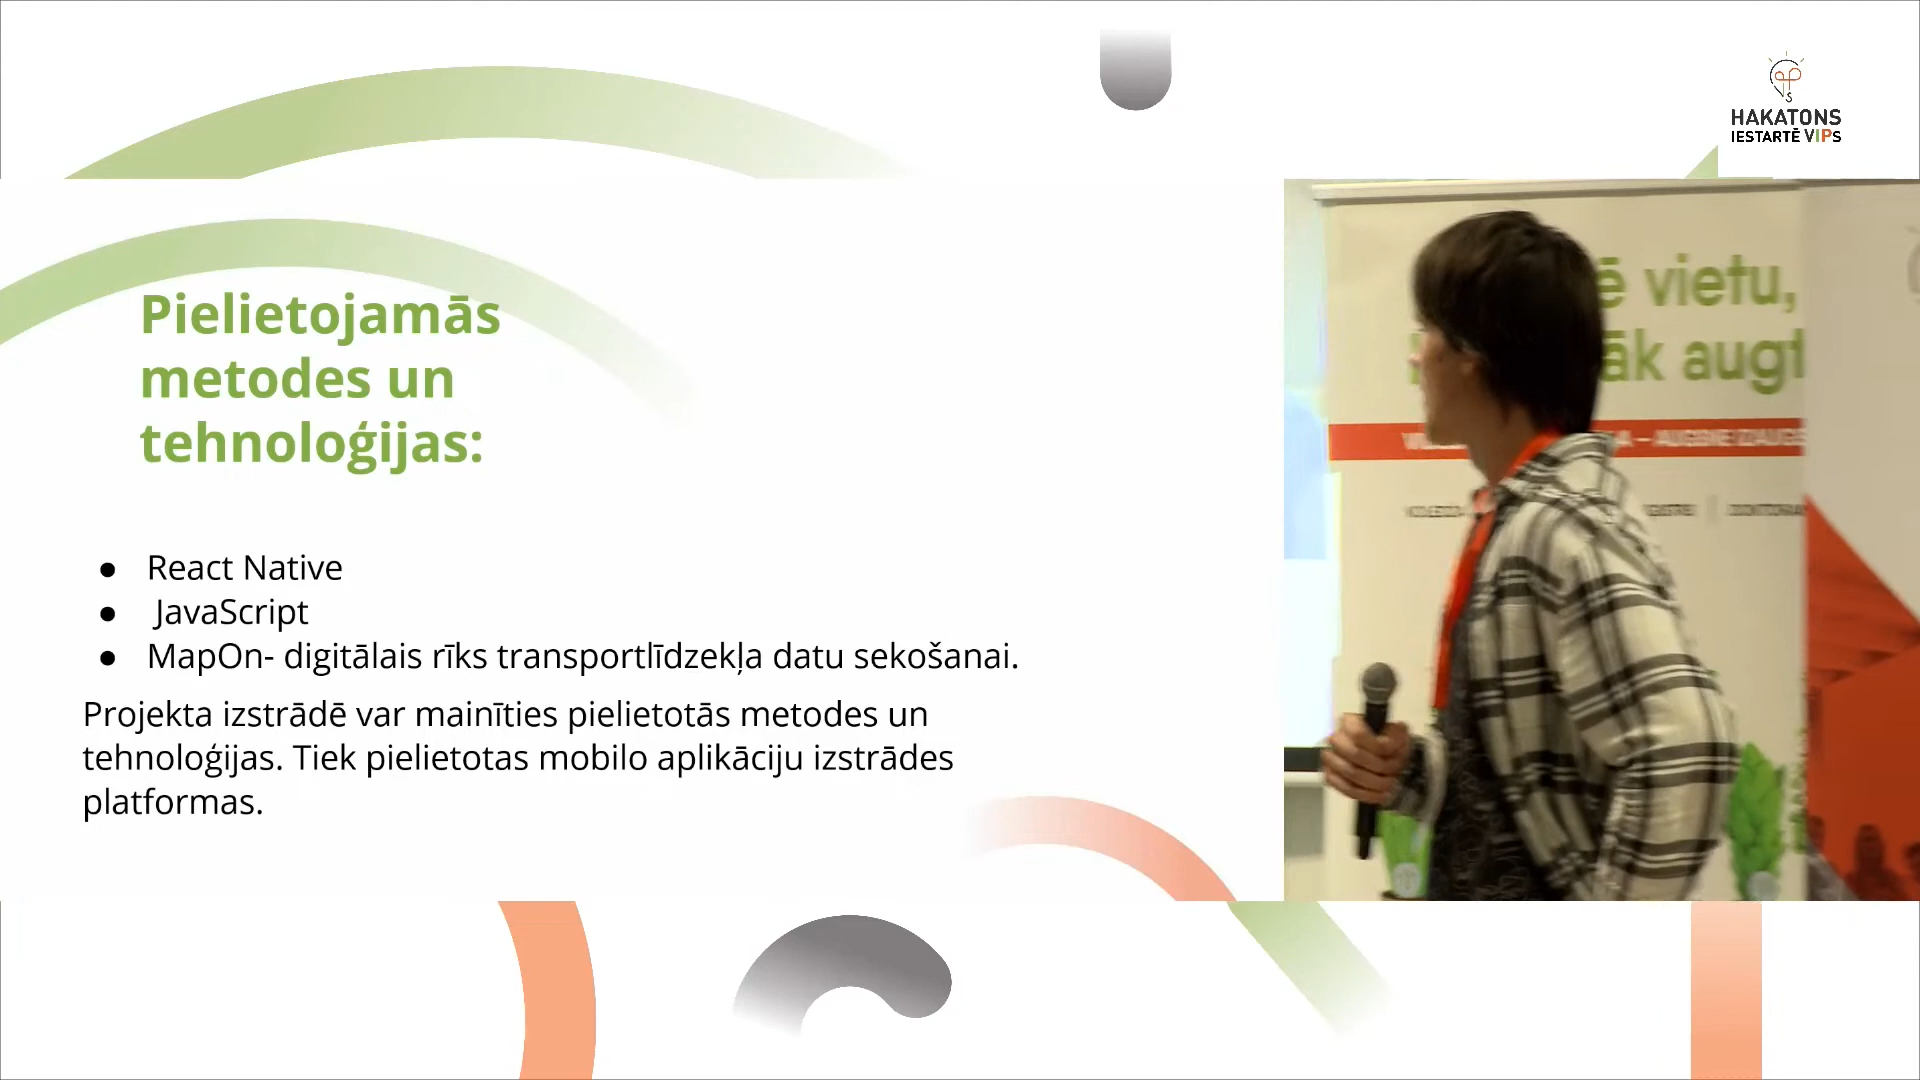 HAKATONS
IESTARTĒ VIPS
Pielietojamās
metodes un
tehnoloģijas:
● React Native
● JavaScript
● MapOn- digitālais rīks transportlīdzekļa datu sekošanai.
Projekta izstrādē var mainīties pielietotās metodes un
tehnoloģijas. Tiek pielietotas mobilo aplikāciju izstrādes
platformas.
ē vietu,
āk augt